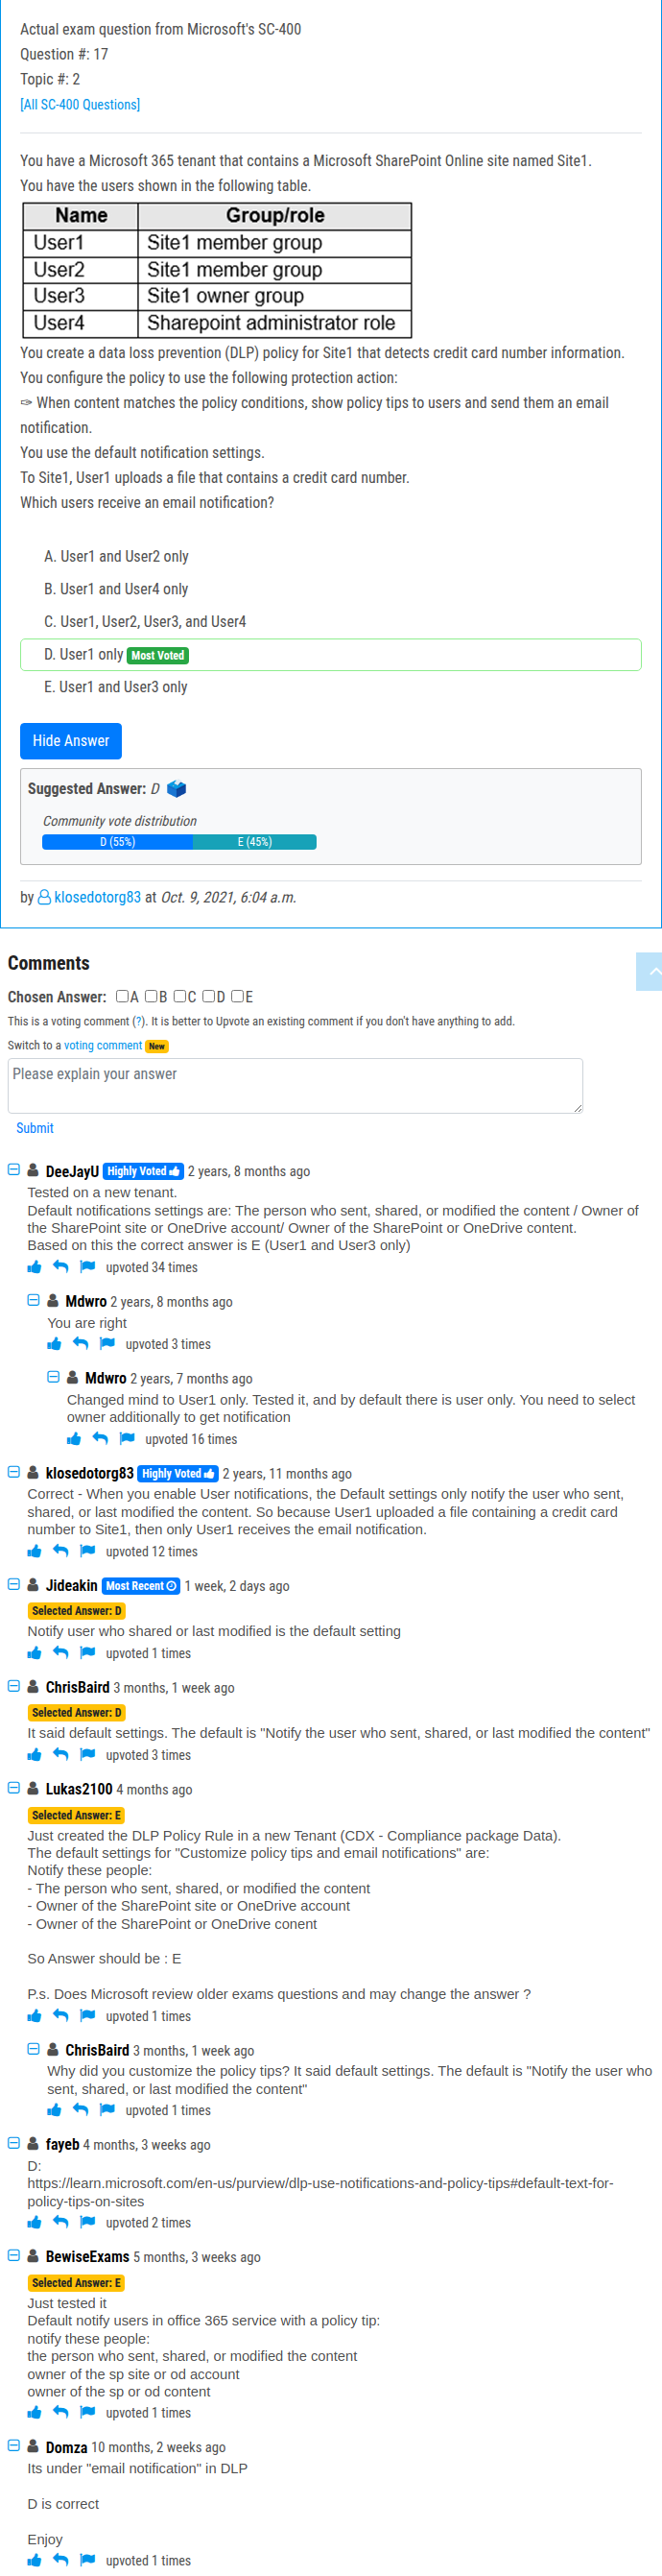 Actual exam question from Microsoft's SC-400
Question #: 17
Topic #: 2
[All SC-400 Questions]
You have a Microsoft 365 tenant that contains a Microsoft SharePoint Online site named Site1.
You have the users shown in the following table.
Name Group/role
User1 Site1 member group
User2 Site1 member group
User3 Site1 owner group
User4 Sharepoint administrator role
You create a data loss prevention (DLP) policy for Site1 that detects credit card number information.
You configure the policy to use the following protection action:
✑ When content matches the policy conditions, show policy tips to users and send them an email
notification.
You use the default notification settings.
To Site1, User1 uploads a file that contains a credit card number.
Which users receive an email notification?
A. User1 and User2 only
B. User1 and User4 only
C. User1, User2, User3, and User4
D. User1 only Most Voted
E. User1 and User3 only
Hide Answer
Suggested Answer: D
Community vote distribution
D (55%) E (45%)
by klosedotorg83 at Oct. 9, 2021, 6:04 a.m.
Comments
Chosen Answer: A B C D E
This is a voting comment (?). It is better to Upvote an existing comment if you don't have anything to add.
Switch to a voting comment New
Please explain your answer
Submit
DeeJayU Highly Voted 2 years, 8 months ago
Tested on a new tenant.
Default notifications settings are: The person who sent, shared, or modified the content / Owner of
the SharePoint site or OneDrive account/ Owner of the SharePoint or OneDrive content.
Based on this the correct answer is E (User1 and User3 only)
upvoted 34 times
Mdwro 2 years, 8 months ago
You are right
upvoted 3 times
Mdwro 2 years, 7 months ago
Changed mind to User1 only. Tested it, and by default there is user only. You need to select
owner additionally to get notification
upvoted 16 times
klosedotorg83 Highly Voted 2 years, 11 months ago
Correct - When you enable User notifications, the Default settings only notify the user who sent,
shared, or last modified the content. So because User1 uploaded a file containing a credit card
number to Site1, then only User1 receives the email notification.
upvoted 12 times
Jideakin Most Recent 1 week, 2 days ago
Selected Answer: D
Notify user who shared or last modified is the default setting
upvoted 1 times
ChrisBaird 3 months, 1 week ago
Selected Answer: D
It said default settings. The default is "Notify the user who sent, shared, or last modified the content"
upvoted 3 times
Lukas2100 4 months ago
Selected Answer: E
Just created the DLP Policy Rule in a new Tenant (CDX - Compliance package Data).
The default settings for "Customize policy tips and email notifications" are:
Notify these people:
- The person who sent, shared, or modified the content
- Owner of the SharePoint site or OneDrive account
- Owner of the SharePoint or OneDrive conent
So Answer should be : E
P.s. Does Microsoft review older exams questions and may change the answer ?
upvoted 1 times
ChrisBaird 3 months, 1 week ago
Why did you customize the policy tips? It said default settings. The default is "Notify the user who
sent, shared, or last modified the content"
upvoted 1 times
fayeb 4 months, 3 weeks ago
D:
https://learn.microsoft.com/en-us/purview/dlp-use-notifications-and-policy-tips#default-text-for-
policy-tips-on-sites
upvoted 2 times
BewiseExams 5 months, 3 weeks ago
Selected Answer: E
Just tested it
Default notify users in office 365 service with a policy tip:
notify these people:
the person who sent, shared, or modified the content
owner of the sp site or od account
owner of the sp or od content
upvoted 1 times
Domza 10 months, 2 weeks ago
Its under "email notification" in DLP
D is correct
Enjoy
upvoted 1 times